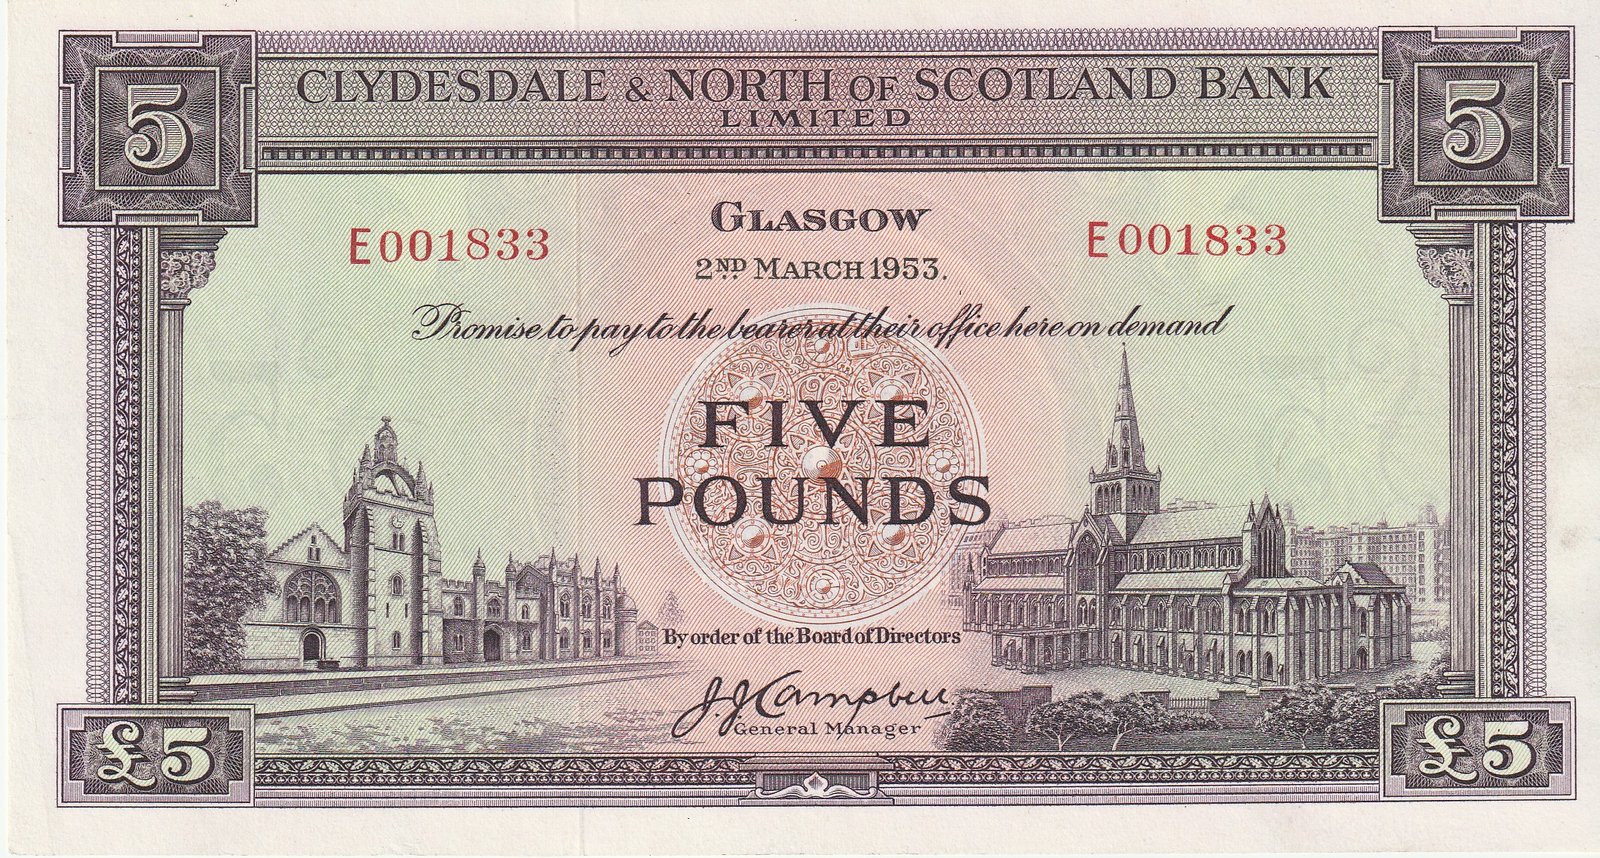 5 5
CLYDESDALE & NORTH OF SCOTLAND BANK
LIMITED
GLASGOW
E001833 E001833
2ND MARCH 1953.
Promise to pay to the bearer at their office here on demand
FIVE
POUNDS
By order of the Board of Directors
J.J. Campbell.
General Manager
£5 £5